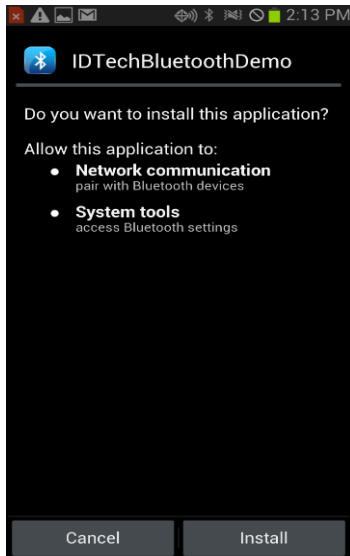 2:13 PM
IDTechBluetoothDemo
Do you want to install this application?
Allow this application to:
● Network communication
pair with Bluetooth devices
● System tools
access Bluetooth settings
Cancel Install